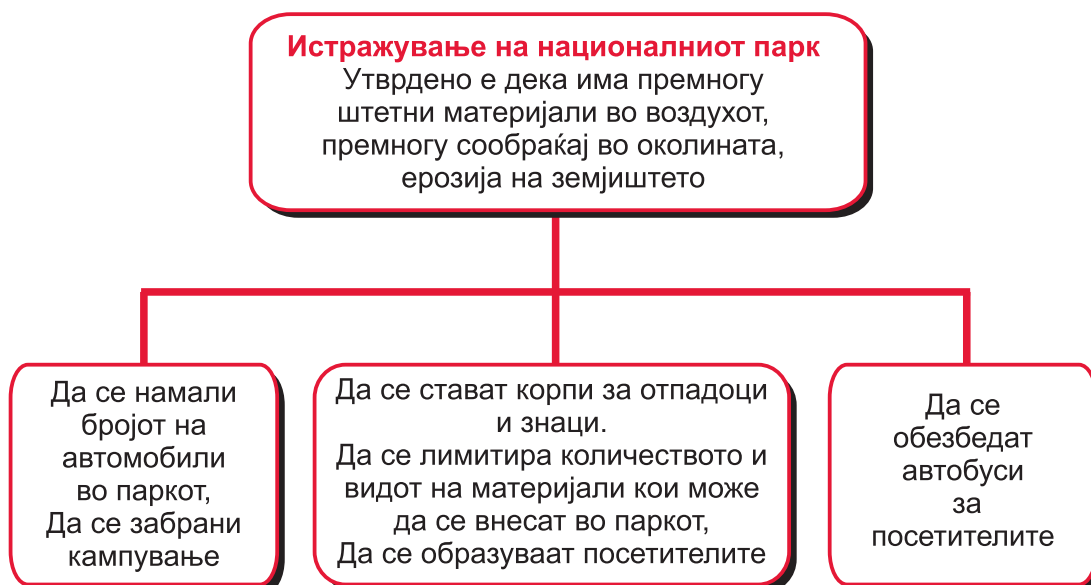 Истражување на националниот парк
Утврдено е дека има премногу
штетни материјали во воздухот,
премногу сообраќај во околината,
ерозија на земјиштето
Да се намали
бројот на
автомобили
во паркот,
Да се забрани
кампување
Да се стават корпи за отпадоци
и знаци.
Да се лимитира количеството и
видот на материјали кои може
да се внесат во паркот,
Да се образуваат посетителите
Да се
обезбедат
автобуси
за
посетителите